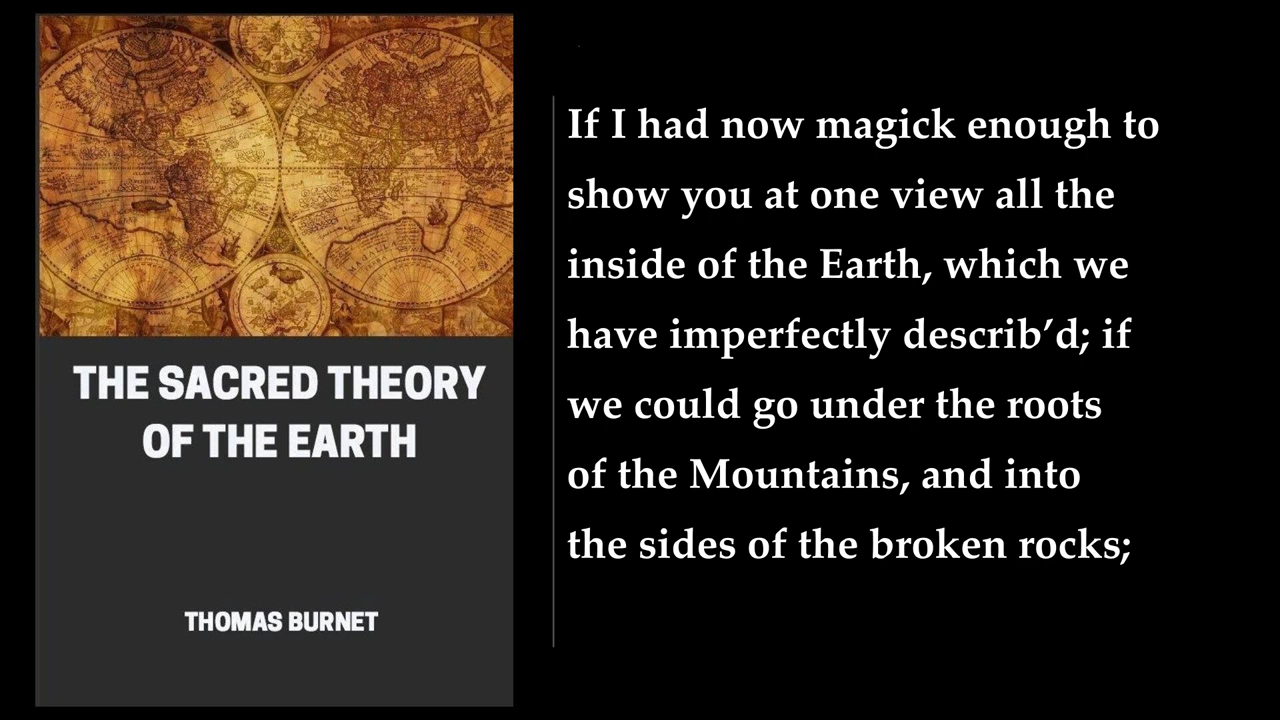 THE SACRED THEORY
OF THE EARTH
THOMAS BURNET
If I had now magick enough to
show you at one view all the
inside of the Earth, which we
have imperfectly describ’d; if
we could go under the roots
of the Mountains, and into
the sides of the broken rocks;